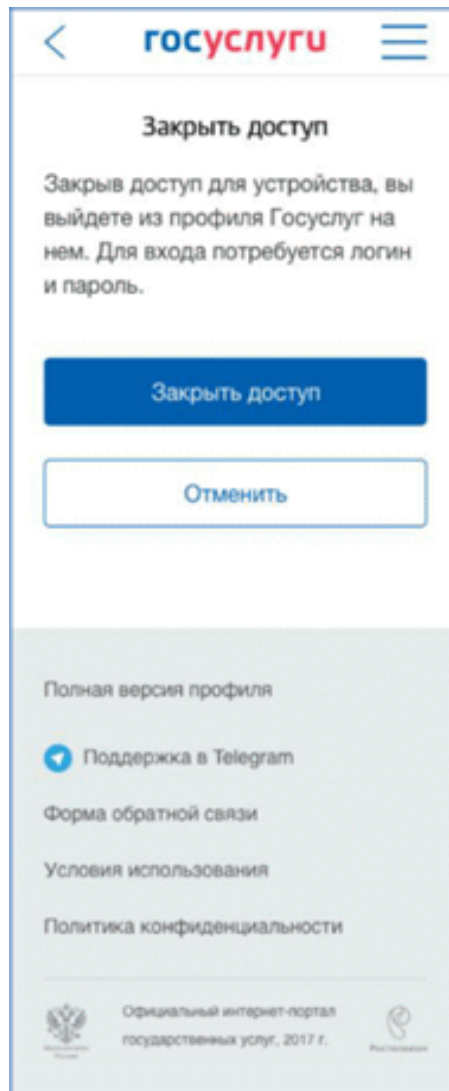 госуслуги
Закрыть доступ
Закрыв доступ для устройства, вы
выйдете из профиля Госуслуг на
нем. Для входа потребуется логин
и пароль.
Закрыть доступ
Отменить
Полная версия профиля
Поддержка в Telegram
Форма обратной связи
Условия использования
Политика конфиденциальности
Официальный интернет-портал
государственных услуг, 2017 г.
Ростелеком